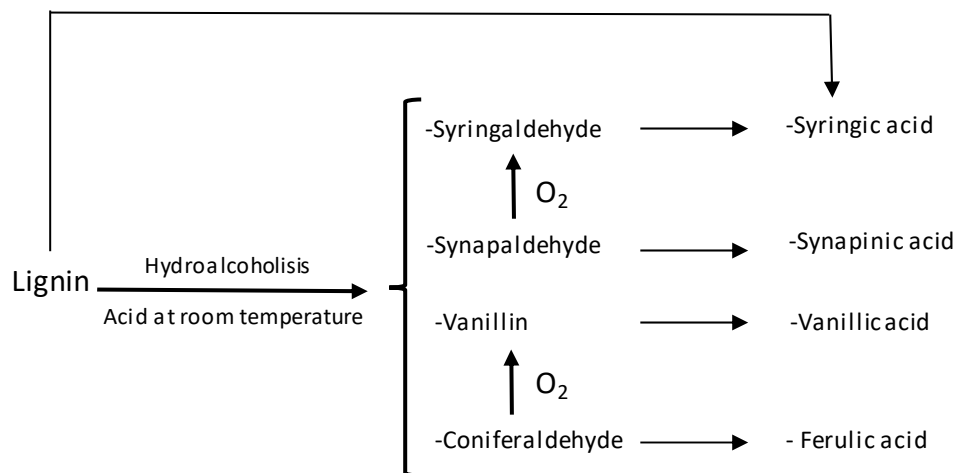 -Syringaldehyde
-Syringic acid
O2
-Synapaldehyde
-Synapinic acid
Lignin
Hydroalcoholisis
Acid at room temperature
-Vanillin
-Vanillic acid
O2
-Coniferaldehyde
- Ferulic acid